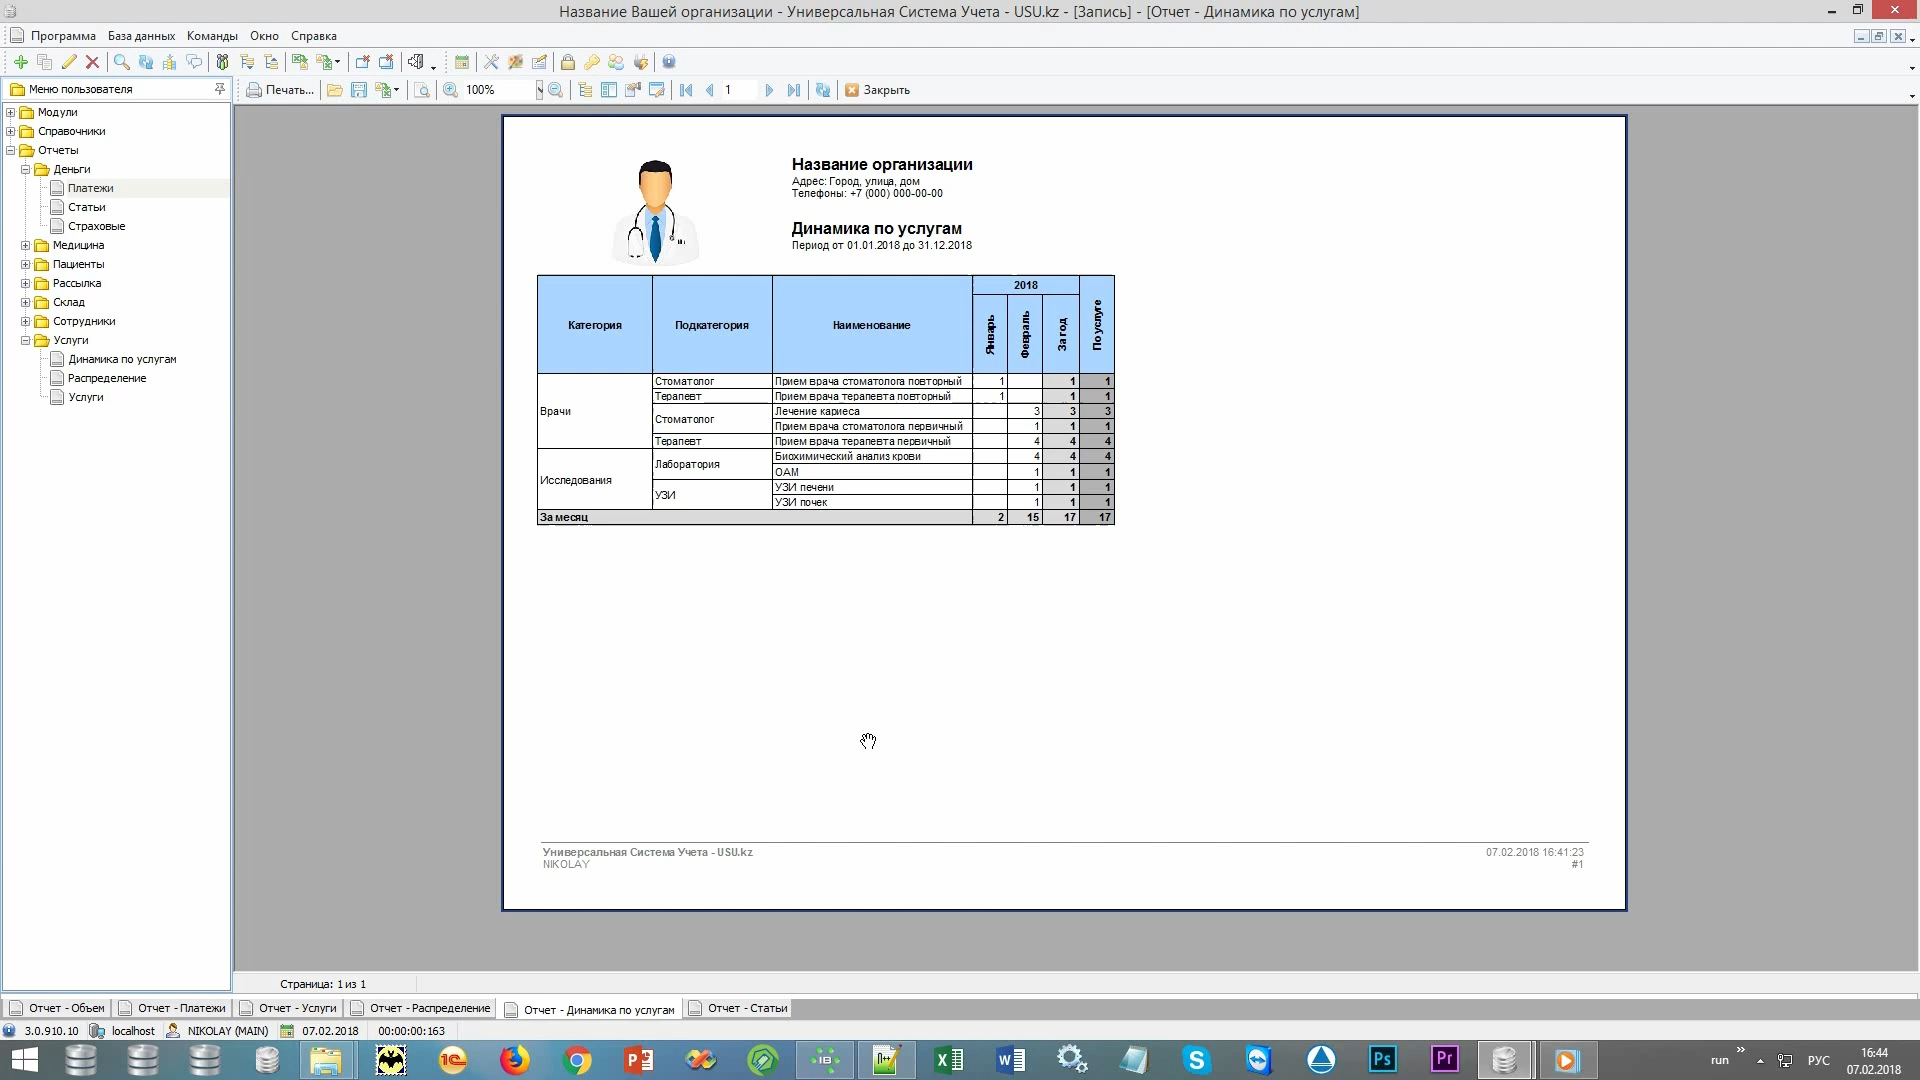 Название Вашей организации - Универсальная Система Учета - USU.kz - [Запись] - [Отчет - Динамика по услугам]
Программа База данных Команды Окно Справка
Меню пользователя
Печать... 100% 1 Закрыть
Модули
Справочники
Отчеты
Деньги
Платежи
Статьи
Страховые
Медицина
Пациенты
Рассылка
Склад
Сотрудники
Услуги
Динамика по услугам
Распределение
Услуги
Название организации
Адрес: Город, улица, дом
Телефоны: +7 (000) 000-00-00
Динамика по услугам
Период от 01.01.2018 до 31.12.2018
Категория Подкатегория Наименование 2018 По услуге
Январь Февраль За год
Врачи Стоматолог Прием врача стоматолога повторный 1 1 1
Терапевт Прием врача терапевта повторный 1 1 1
Стоматолог Лечение кариеса 3 3 3
Прием врача стоматолога первичный 1 1 1
Терапевт Прием врача терапевта первичный 4 4 4
Исследования Лаборатория Биохимический анализ крови 4 4 4
ОАМ 1 1 1
УЗИ УЗИ печени 1 1 1
УЗИ почек 1 1 1
За месяц 2 15 17 17
Универсальная Система Учета - USU.kz 07.02.2018 16:41:23
NIKOLAY #1
Страница: 1 из 1
Отчет - Объем Отчет - Платежи Отчет - Услуги Отчет - Распределение Отчет - Динамика по услугам Отчет - Статьи
3.0.910.10 localhost NIKOLAY (MAIN) 07.02.2018 00:00:00:163
run РУС 16:44
07.02.2018